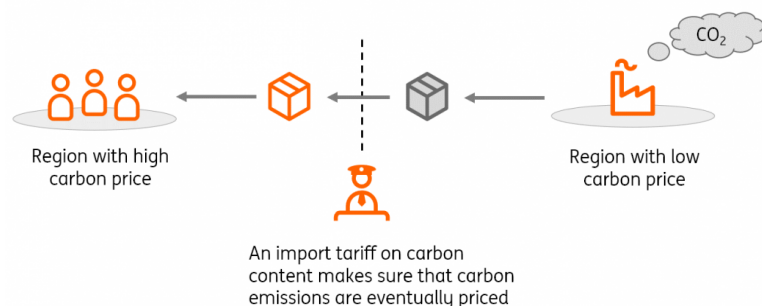 CO₂
Region with high
carbon price
Region with low
carbon price
An import tariff on carbon
content makes sure that carbon
emissions are eventually priced